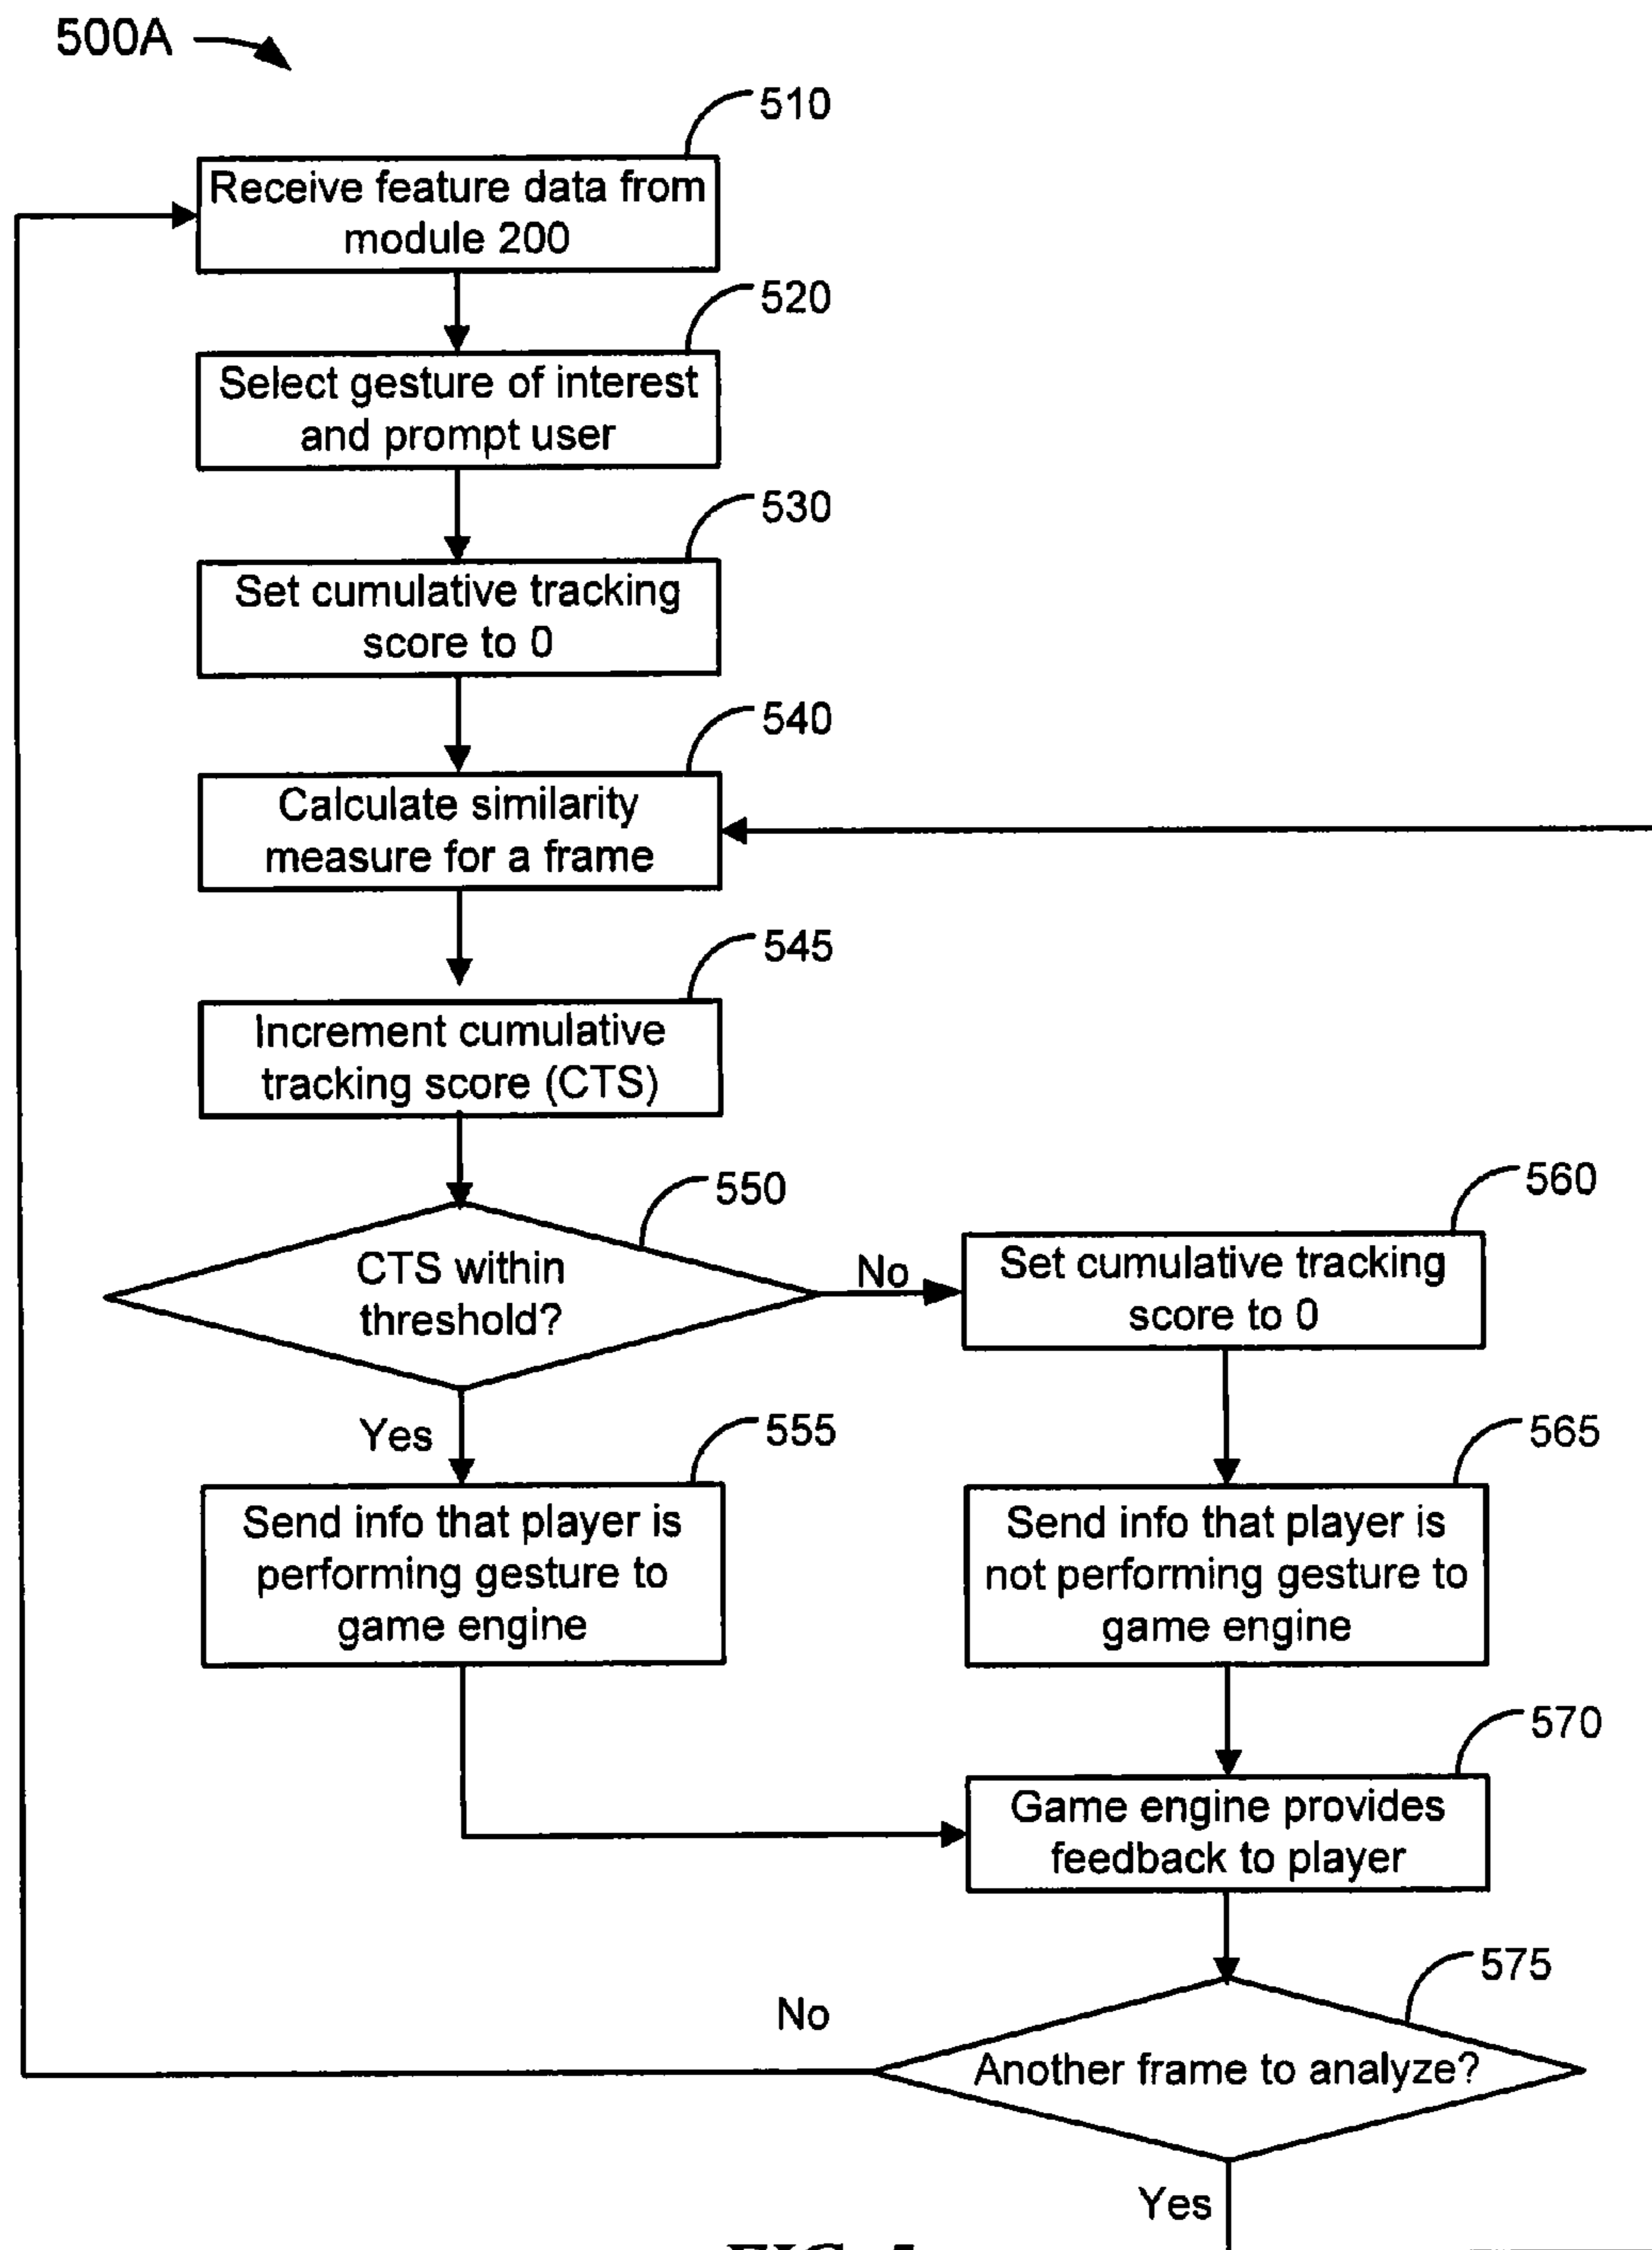 500A
510
Receive feature data from
module 200
520
Select gesture of interest
and prompt user
530
Set cumulative tracking
score to 0
540
Calculate similarity
measure for a frame
545
Increment cumulative
tracking score (CTS)
550
CTS within
threshold?
No
560
Set cumulative tracking
score to 0
Yes
555
Send info that player is
performing gesture to
game engine
565
Send info that player is
not performing gesture to
game engine
570
Game engine provides
feedback to player
575
Another frame to analyze?
No
Yes